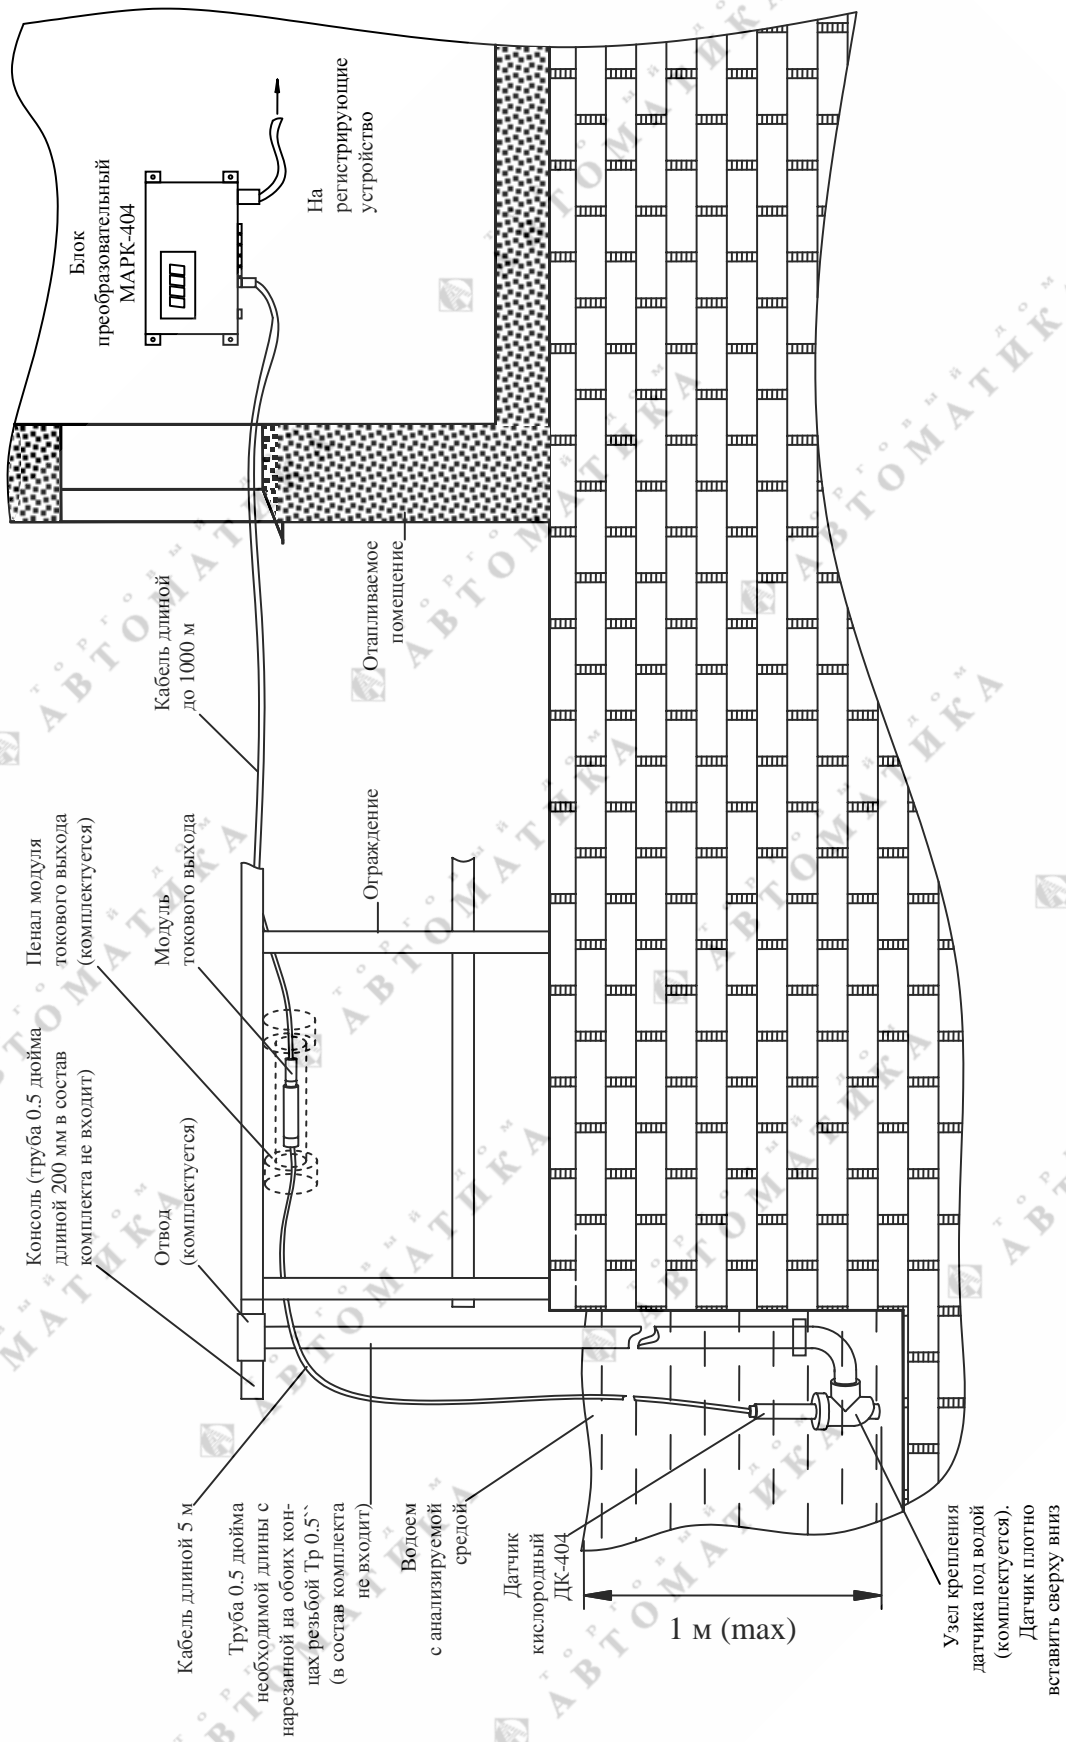 Блок
преобразовательный
МАРК-404
На
регистрирующие
устройство
Кабель длиной
до 1000 м
Отапливаемое
помещение
Пенал модуля
токового выхода
(комплектуется)
Модуль
токового выхода
Ограждение
Консоль (труба 0.5 дюйма
длиной 200 мм в состав
комплекта не входит)
Отвод
(комплектуется)
Кабель длиной 5 м
Труба 0.5 дюйма
необходимой длины с
нарезанной на обоих кон-
цах резьбой Тр 0.5``
(в состав комплекта
не входит)
Водоем
с анализируемой
средой
Датчик
кислородный
ДК-404
1 м (max)
Узел крепления
датчика под водой
(комплектуется).
Датчик плотно
вставить сверху вниз
торговый дом
АВТОМАТИКА